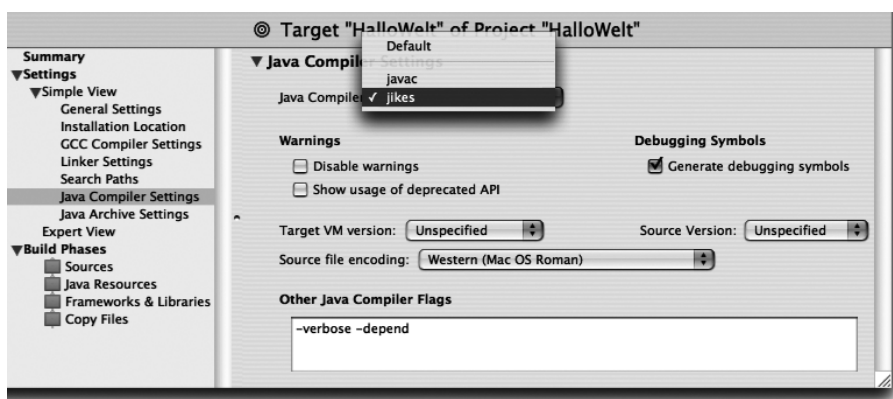 Target "HalloWelt" of Project "HalloWelt"
Summary
Settings
Simple View
General Settings
Installation Location
GCC Compiler Settings
Linker Settings
Search Paths
Java Compiler Settings
Java Archive Settings
Expert View
Build Phases
Sources
Java Resources
Frameworks & Libraries
Copy Files
Java Compiler Settings
Java Compiler
Default
javac
✓ jikes
Warnings
Disable warnings
Show usage of deprecated API
Debugging Symbols
Generate debugging symbols
Target VM version: Unspecified
Source Version: Unspecified
Source file encoding: Western (Mac OS Roman)
Other Java Compiler Flags
-verbose -depend